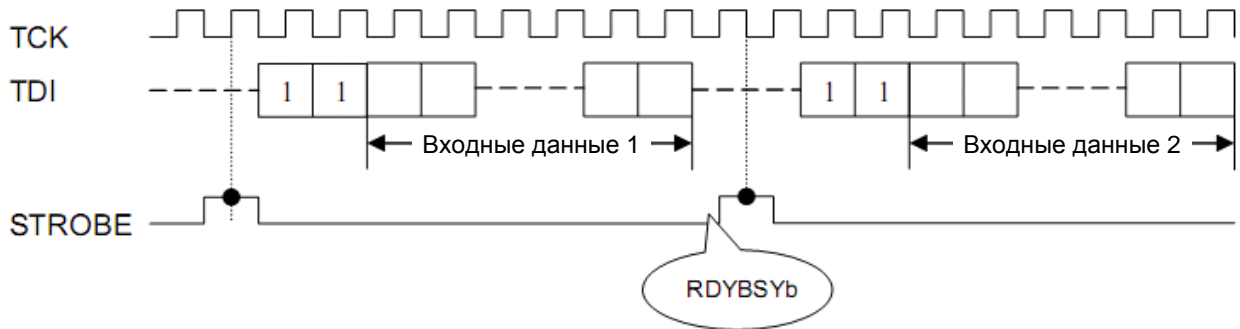 TCK
TDI
1 1 1 1
Входные данные 1 Входные данные 2
STROBE
RDYBSYb